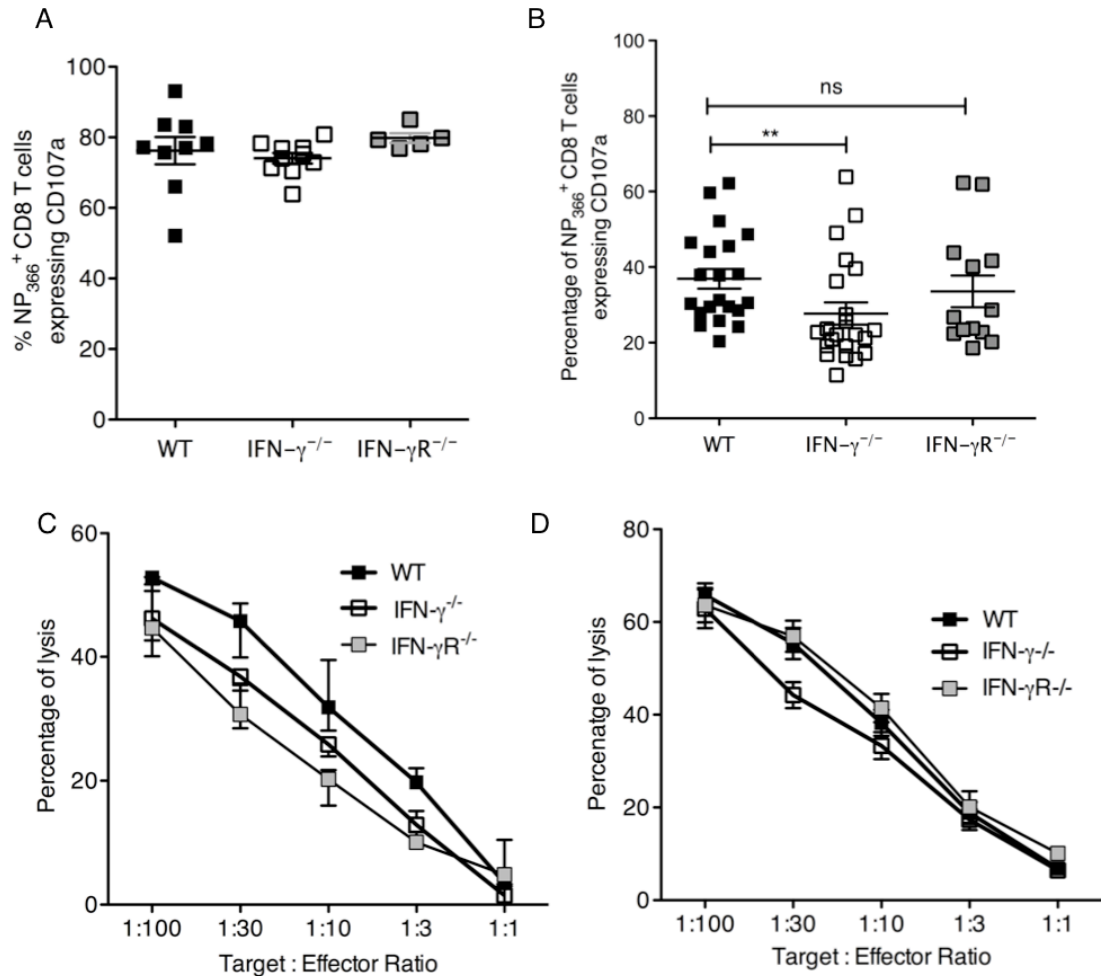 A
% NP366+ CD8 T cells
expressing CD107a
100
80
60
40
20
0
WT
IFN-γ-/-
IFN-γR-/-
B
Percentage of NP366+ CD8 T cells
expressing CD107a
100
80
60
40
20
0
ns
**
WT
IFN-γ-/-
IFN-γR-/-
C
Percentage of lysis
60
40
20
0
WT
IFN-γ-/-
IFN-γR-/-
1:100
1:30
1:10
1:3
1:1
Target : Effector Ratio
D
Percenatge of lysis
80
60
40
20
0
WT
IFN-γ-/-
IFN-γR-/-
1:100
1:30
1:10
1:3
1:1
Target : Effector Ratio